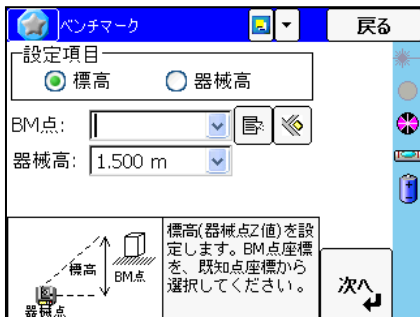 ベンチマーク
戻る
設定項目
標高
器械高
BM点:
器械高: 1.500 m
標高
BM点
器械点
標高(器械点Z値)を設
定します。BM点座標
を、既知点座標から
選択してください。
次へ